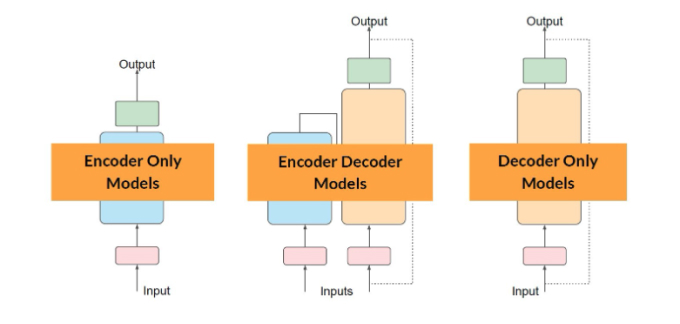 Output
Encoder Only
Models
Input
Output
Encoder Decoder
Models
Inputs
Output
Decoder Only
Models
Input